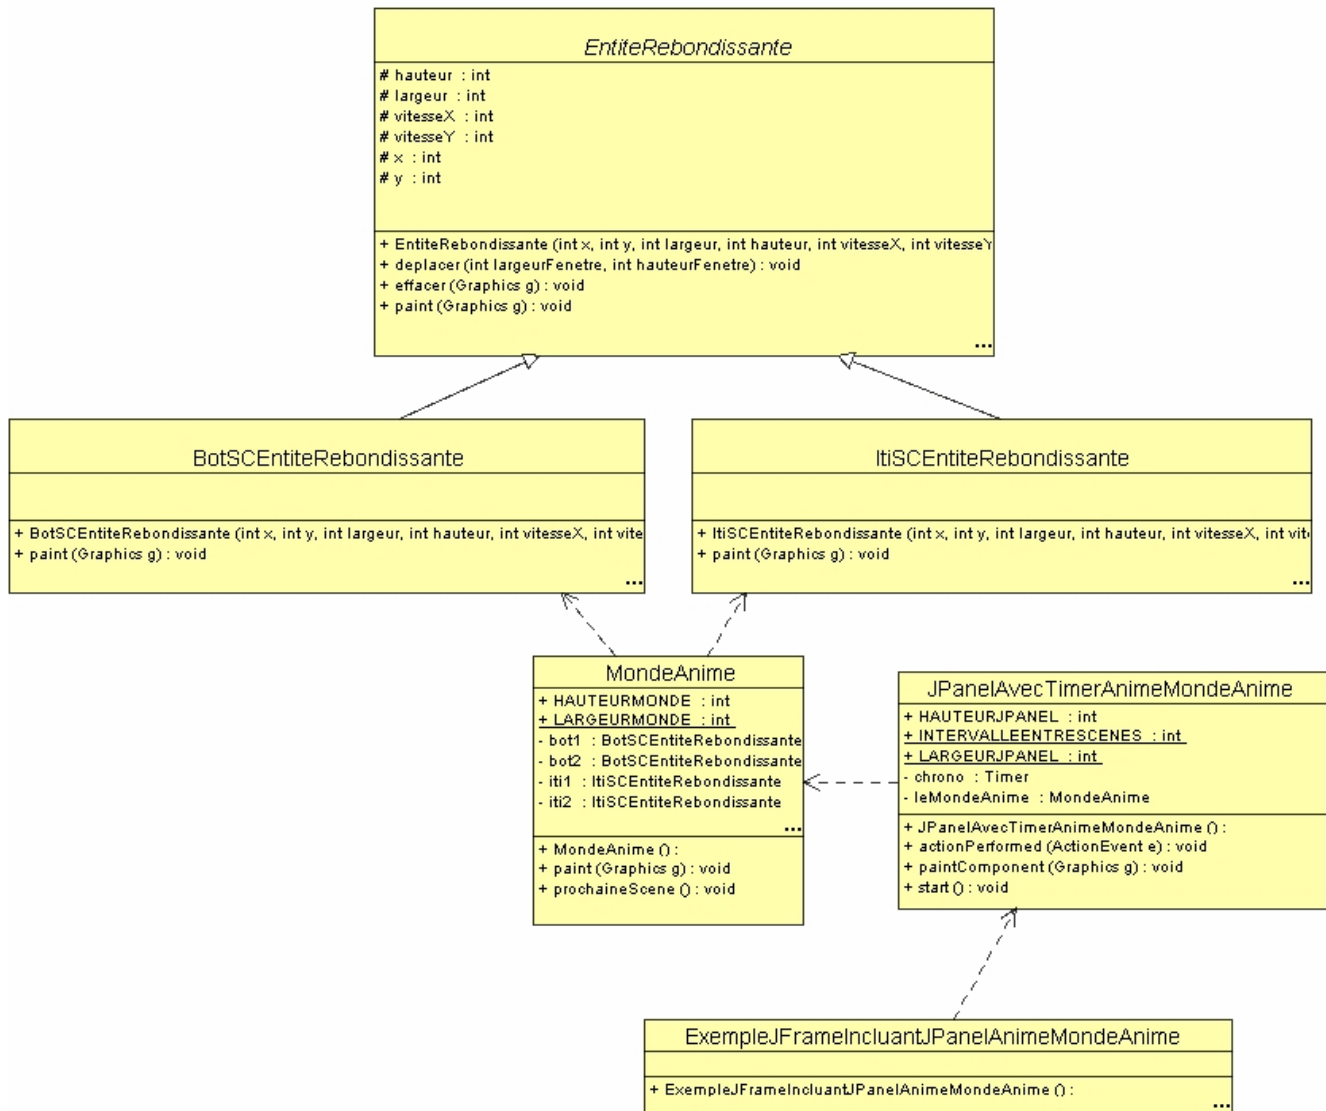 EntiteRebondissante
# hauteur : int
# largeur : int
# vitesseX : int
# vitesseY : int
# x : int
# y : int
+ EntiteRebondissante (int x, int y, int largeur, int hauteur, int vitesseX, int vitesseY
+ deplacer (int largeurFenetre, int hauteurFenetre) : void
+ effacer (Graphics g) : void
+ paint (Graphics g) : void
...
BotSCEntiteRebondissante
+ BotSCEntiteRebondissante (int x, int y, int largeur, int hauteur, int vitesseX, int vite
+ paint (Graphics g) : void
...
ItiSCEntiteRebondissante
+ ItiSCEntiteRebondissante (int x, int y, int largeur, int hauteur, int vitesseX, int vit
+ paint (Graphics g) : void
...
MondeAnime
+ HAUTEURMONDE : int
+ LARGEURMONDE : int
- bot1 : BotSCEntiteRebondissante
- bot2 : BotSCEntiteRebondissante
- iti1 : ItiSCEntiteRebondissante
- iti2 : ItiSCEntiteRebondissante
...
+ MondeAnime () :
+ paint (Graphics g) : void
+ prochaineScene () : void
JPanelAvecTimerAnimeMondeAnime
+ HAUTEURJPANEL : int
+ INTERVALLEENTRESCENES : int
+ LARGEURJPANEL : int
- chrono : Timer
- leMondeAnime : MondeAnime
+ JPanelAvecTimerAnimeMondeAnime () :
+ actionPerformed (ActionEvent e) : void
+ paintComponent (Graphics g) : void
+ start () : void
ExempleJFrameIncluantJPanelAnimeMondeAnime
+ ExempleJFrameIncluantJPanelAnimeMondeAnime () :
...